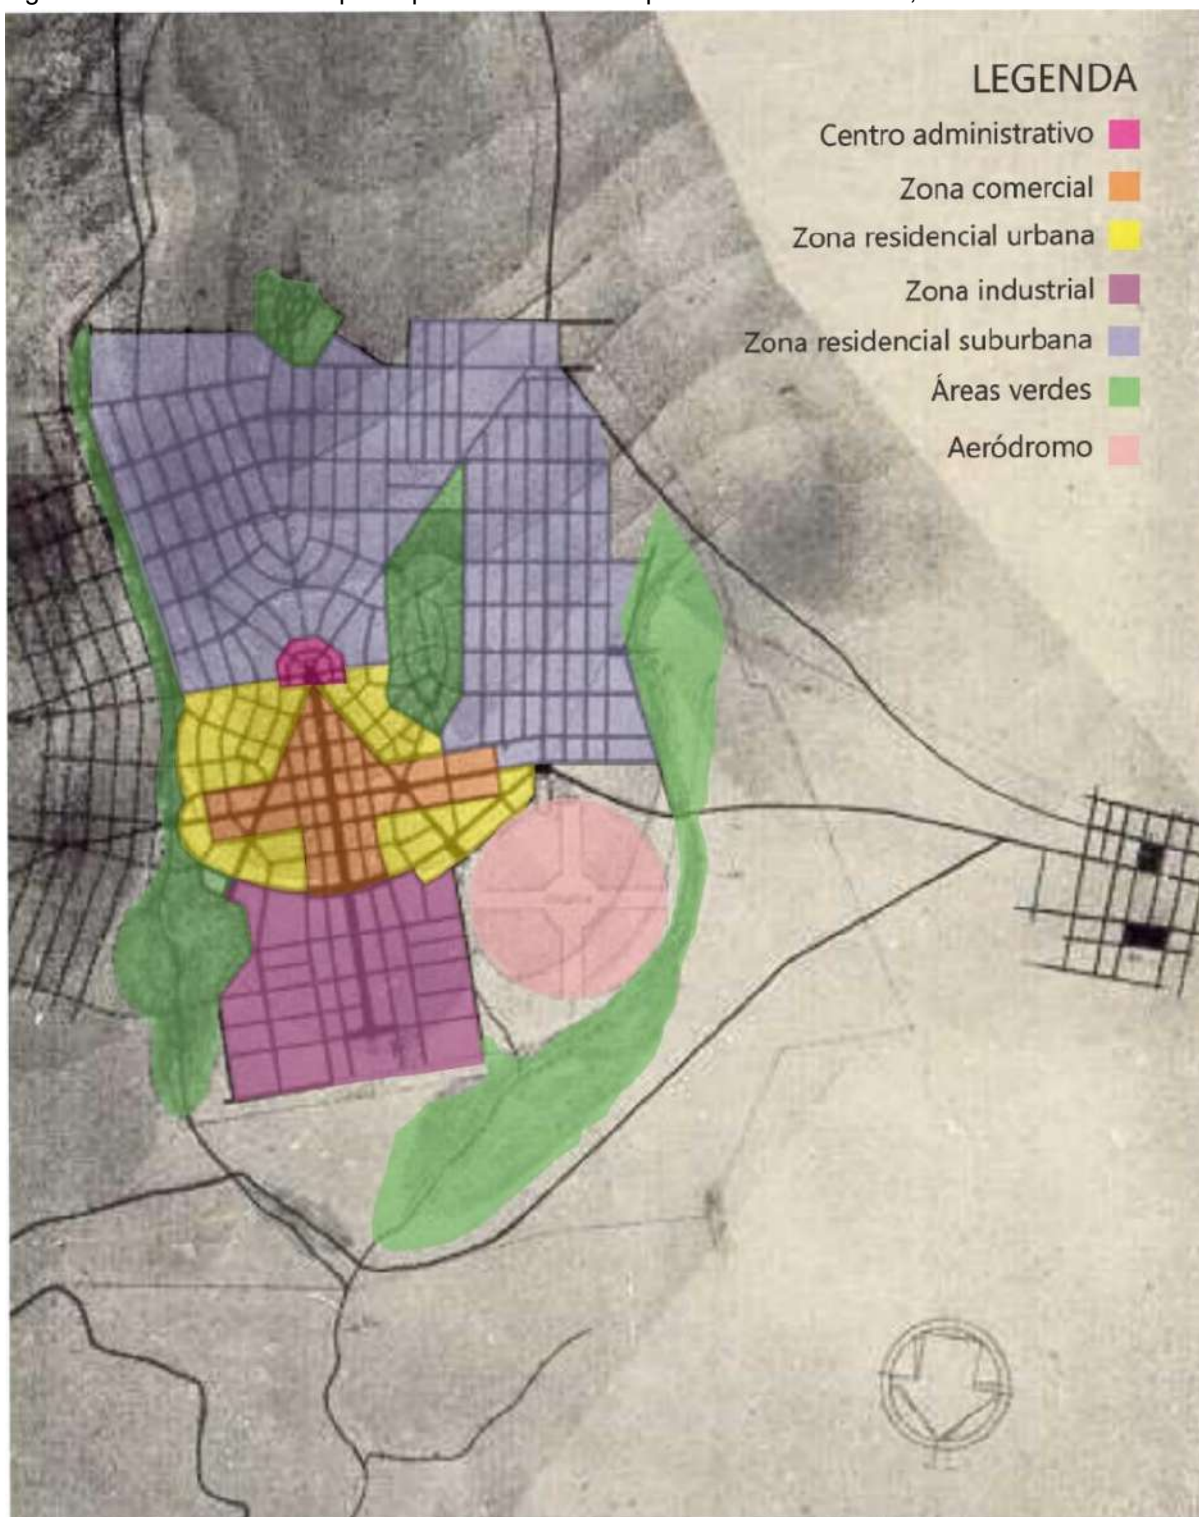 LEGENDA
Centro administrativo
Zona comercial
Zona residencial urbana
Zona industrial
Zona residencial suburbana
Áreas verdes
Aeródromo